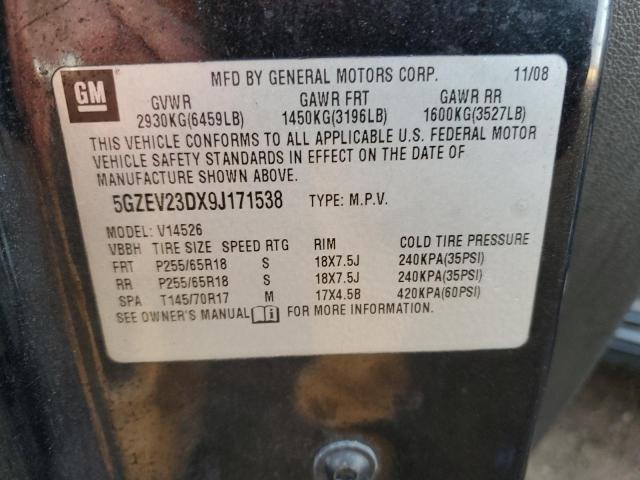 GM MFD BY GENERAL MOTORS CORP. 11/08
GVWR GAWR FRT GAWR RR
2930KG(6459LB) 1450KG(3196LB) 1600KG(3527LB)
THIS VEHICLE CONFORMS TO ALL APPLICABLE U.S. FEDERAL MOTOR
VEHICLE SAFETY STANDARDS IN EFFECT ON THE DATE OF
MANUFACTURE SHOWN ABOVE.
5GZEV23DX9J171538 TYPE: M.P.V.
MODEL: V14526
VBBH TIRE SIZE SPEED RTG RIM COLD TIRE PRESSURE
FRT P255/65R18 S 18X7.5J 240KPA(35PSI)
RR P255/65R18 S 18X7.5J 240KPA(35PSI)
SPA T145/70R17 M 17X4.5B 420KPA(60PSI)
SEE OWNER'S MANUAL i FOR MORE INFORMATION.